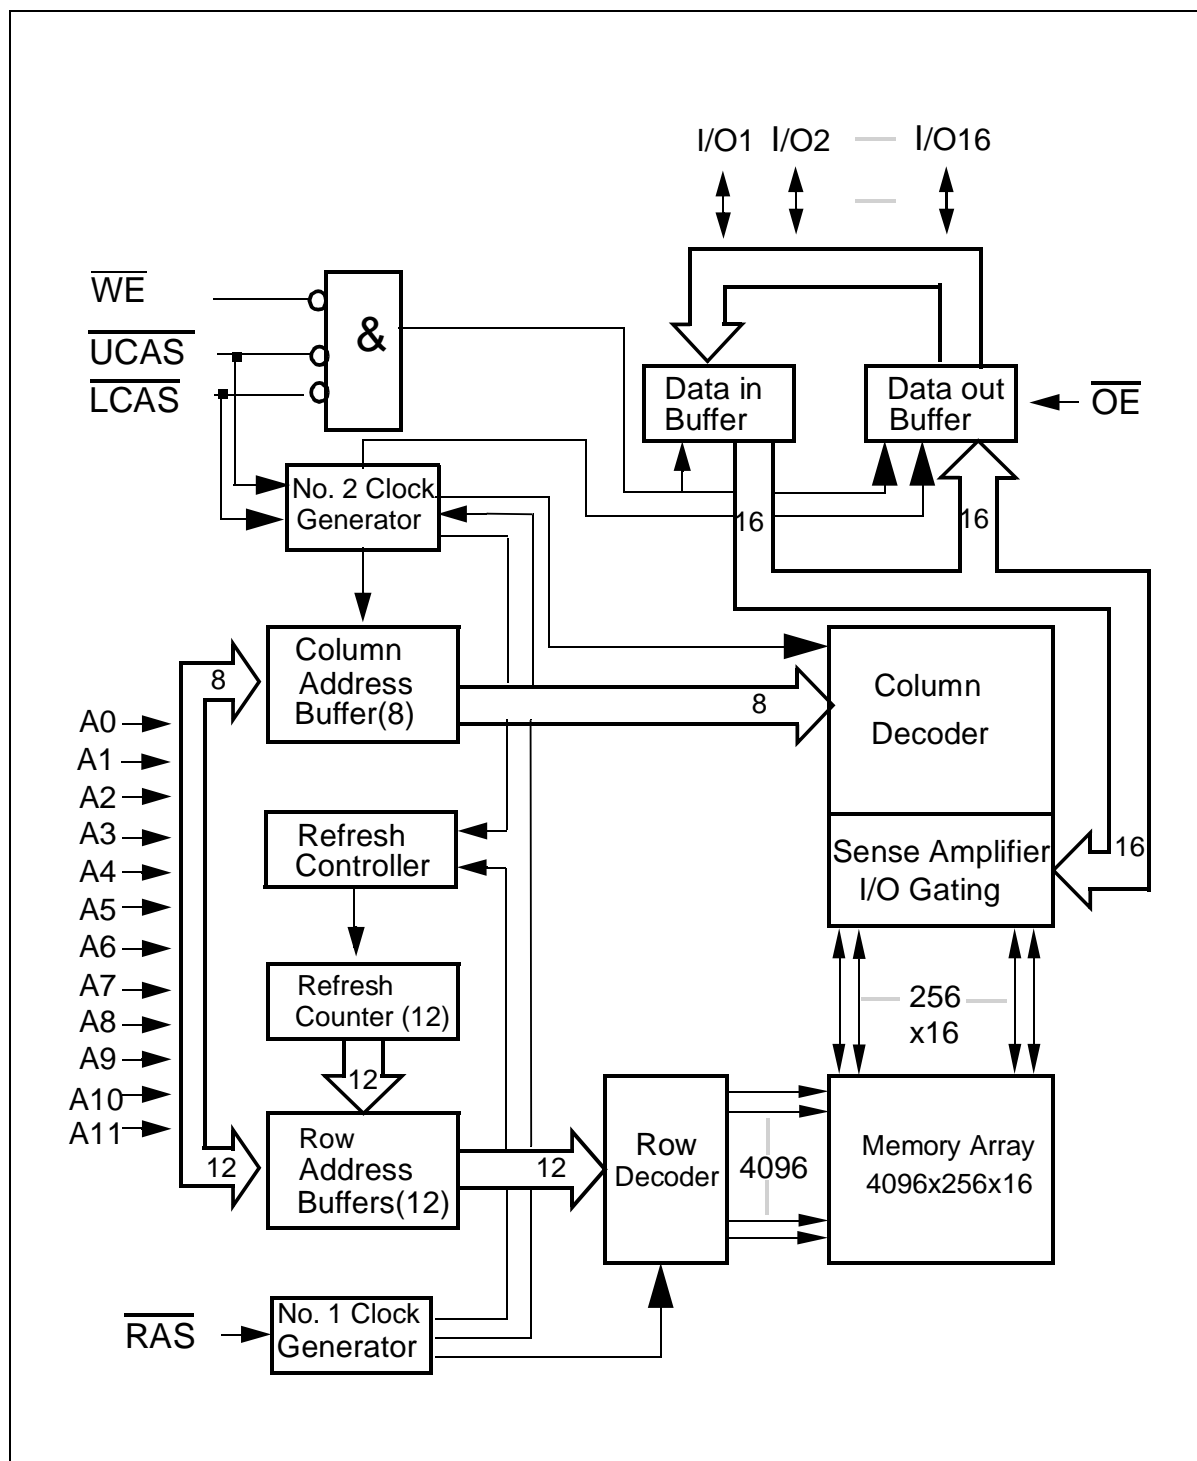 I/O1 I/O2 I/O16
WE
&
UCAS
LCAS
Data in
Buffer
Data out
Buffer
OE
No. 2 Clock
Generator
16
16
Column
Address
Buffer(8)
8
8
Column
Decoder
A0
A1
A2
A3
A4
A5
A6
A7
A8
A9
A10
A11
Refresh
Controller
Sense Amplifier
I/O Gating
16
Refresh
Counter (12)
256
x16
12
Row
Address
Buffers(12)
12
12
Row
Decoder
4096
Memory Array
4096x256x16
RAS
No. 1 Clock
Generator